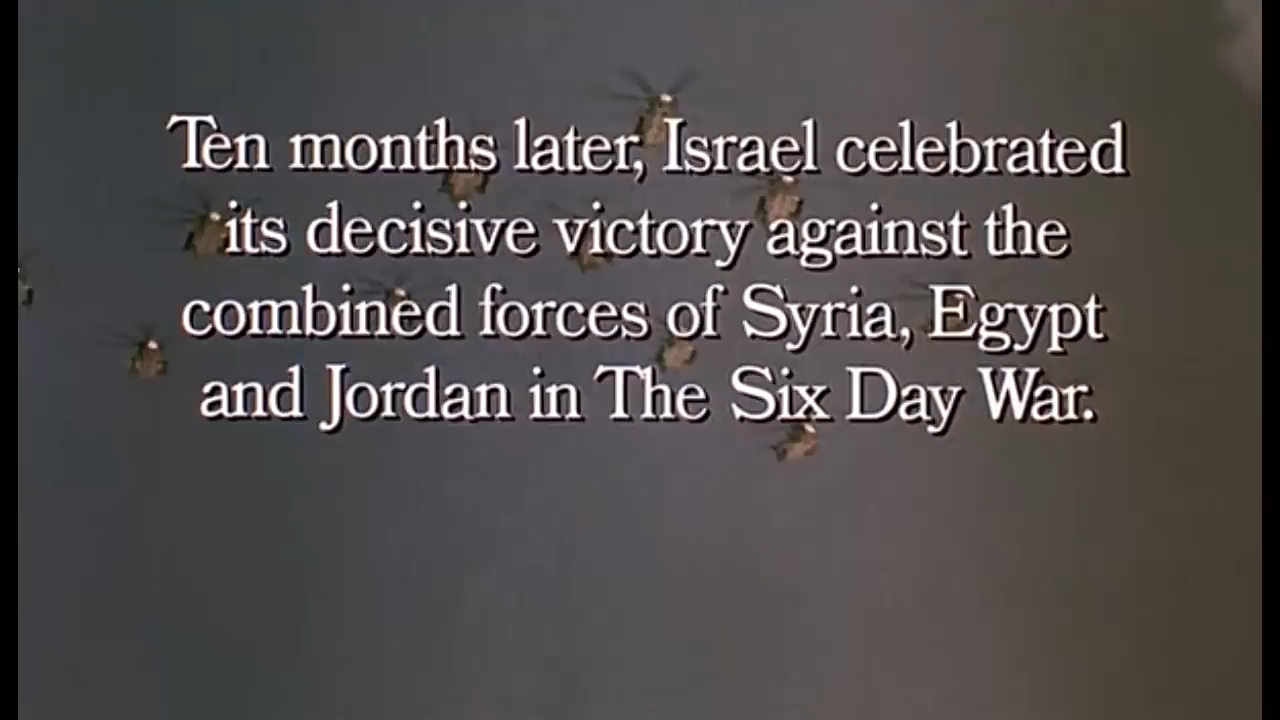 Ten months later, Israel celebrated
its decisive victory against the
combined forces of Syria, Egypt
and Jordan in The Six Day War.